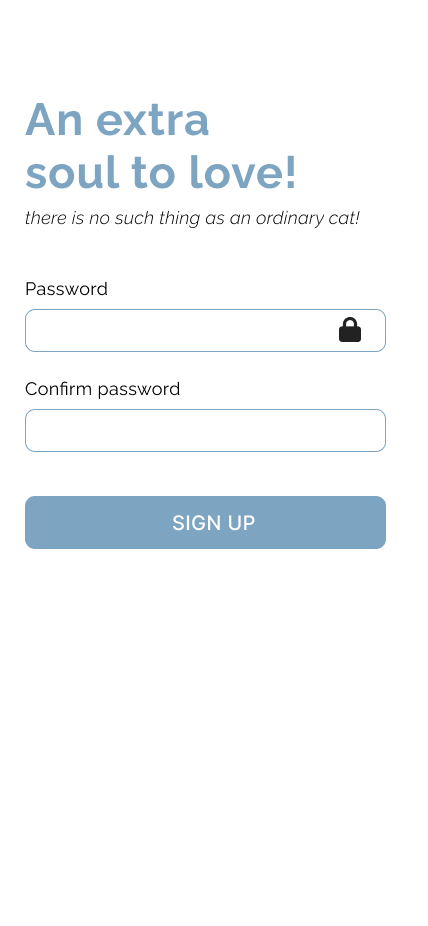 An extra
soul to love!
there is no such thing as an ordinary cat!
Password
Confirm password
SIGN UP